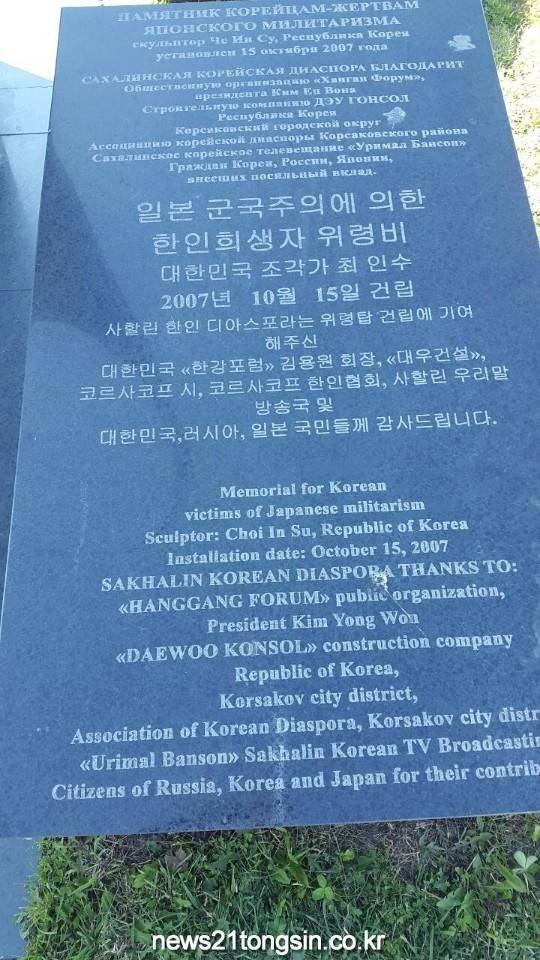 ПАМЯТНИК КОРЕЙЦАМ-ЖЕРТВАМ
ЯПОНСКОГО МИЛИТАРИЗМА
скульптор Че Ин Су, Республика Корея
установлен 15 октября 2007 года
САХАЛИНСКАЯ КОРЕЙСКАЯ ДИАСПОРА БЛАГОДАРИТ
Общественную организацию «Ханган Форум»,
президента Ким Ен Вона
Строительную компанию ДЭУ ГОНСОЛ
Республика Корея
Корсаковский городской округ
Ассоциацию корейской диаспоры Корсаковского района
Сахалинское корейское телевещание «Уримал Бансон»
Граждан Кореи, России, Японии,
внесших посильный вклад.
일본 군국주의에 의한
한인희생자 위령비
대한민국 조각가 최 인수
2007년 10월 15일 건립
사할린 한인 디아스포라는 위령탑 건립에 기여
해주신
대한민국 «한강포럼» 김용원 회장, «대우건설»,
코르사코프 시, 코르사코프 한인협회, 사할린 우리말
방송국 및
대한민국,러시아, 일본 국민들께 감사드립니다.
Memorial for Korean
victims of Japanese militarism
Sculptor: Choi In Su, Republic of Korea
Installation date: October 15, 2007
SAKHALIN KOREAN DIASPORA THANKS TO:
«HANGGANG FORUM» public organization,
President Kim Yong Won
«DAEWOO KONSOL» construction company
Republic of Korea,
Korsakov city district,
Association of Korean Diaspora, Korsakov city distr
«Urimal Banson» Sakhalin Korean TV Broadcastin
Citizens of Russia, Korea and Japan for their contrib
news21tongsin.co.kr